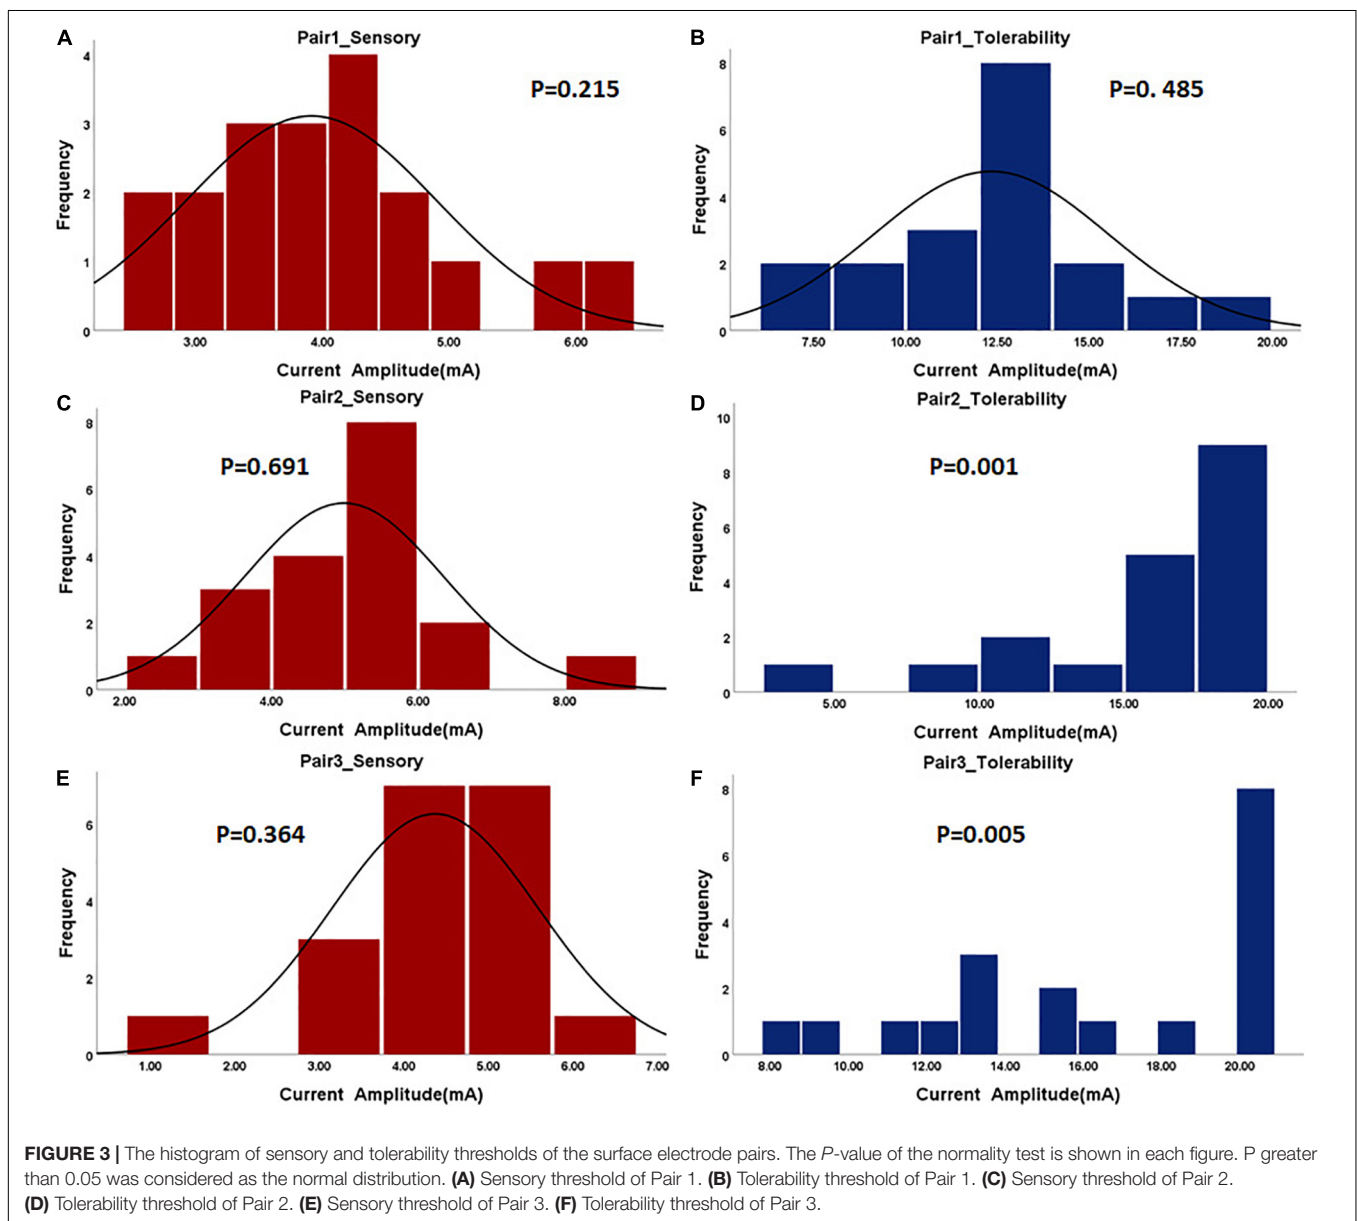 A
Pair1_Sensory
P=0.215
4
3
2
1
0
Frequency
3.00 4.00 5.00 6.00
Current Amplitude(mA)
B
Pair1_Tolerability
P=0. 485
8
6
4
2
0
Frequency
7.50 10.00 12.50 15.00 17.50 20.00
Current Amplitude(mA)
C
Pair2_Sensory
P=0.691
8
6
4
2
0
Frequency
2.00 4.00 6.00 8.00
Current Amplitude(mA)
D
Pair2_Tolerability
P=0.001
10
8
6
4
2
0
Frequency
5.00 10.00 15.00 20.00
Current Amplitude(mA)
E
Pair3_Sensory
P=0.364
6
4
2
0
Frequency
1.00 2.00 3.00 4.00 5.00 6.00 7.00
Current Amplitude(mA)
F
Pair3_Tolerability
P=0.005
8
6
4
2
0
Frequency
8.00 10.00 12.00 14.00 16.00 18.00 20.00
Current Amplitude(mA)
FIGURE 3 | The histogram of sensory and tolerability thresholds of the surface electrode pairs. The P-value of the normality test is shown in each figure. P greater
than 0.05 was considered as the normal distribution. (A) Sensory threshold of Pair 1. (B) Tolerability threshold of Pair 1. (C) Sensory threshold of Pair 2.
(D) Tolerability threshold of Pair 2. (E) Sensory threshold of Pair 3. (F) Tolerability threshold of Pair 3.